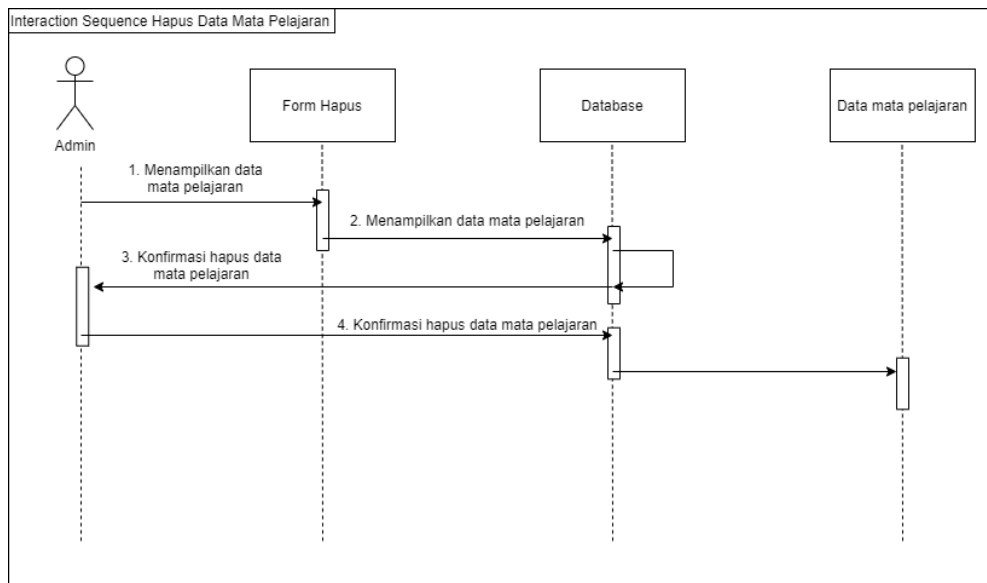 Interaction Sequence Hapus Data Mata Pelajaran
Form Hapus
Database
Data mata pelajaran
Admin
1. Menampilkan data
mata pelajaran
2. Menampilkan data mata pelajaran
3. Konfirmasi hapus data
mata pelajaran
4. Konfirmasi hapus data mata pelajaran